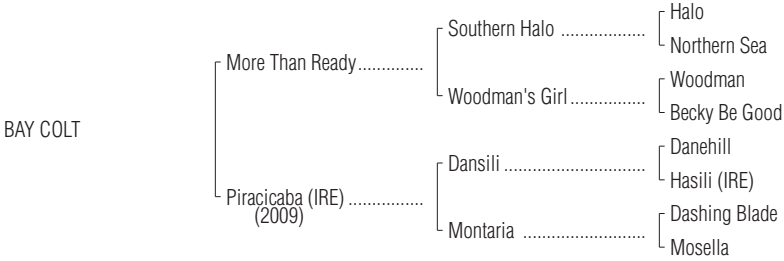 Halo
Southern Halo ....................
Northern Sea
More Than Ready...............
Woodman
Woodman's Girl.................
Becky Be Good
BAY COLT
Danehill
Dansili ................................
Hasili (IRE)
Piracicaba (IRE) .................
(2009)
Dashing Blade
Montaria ...........................
Mosella